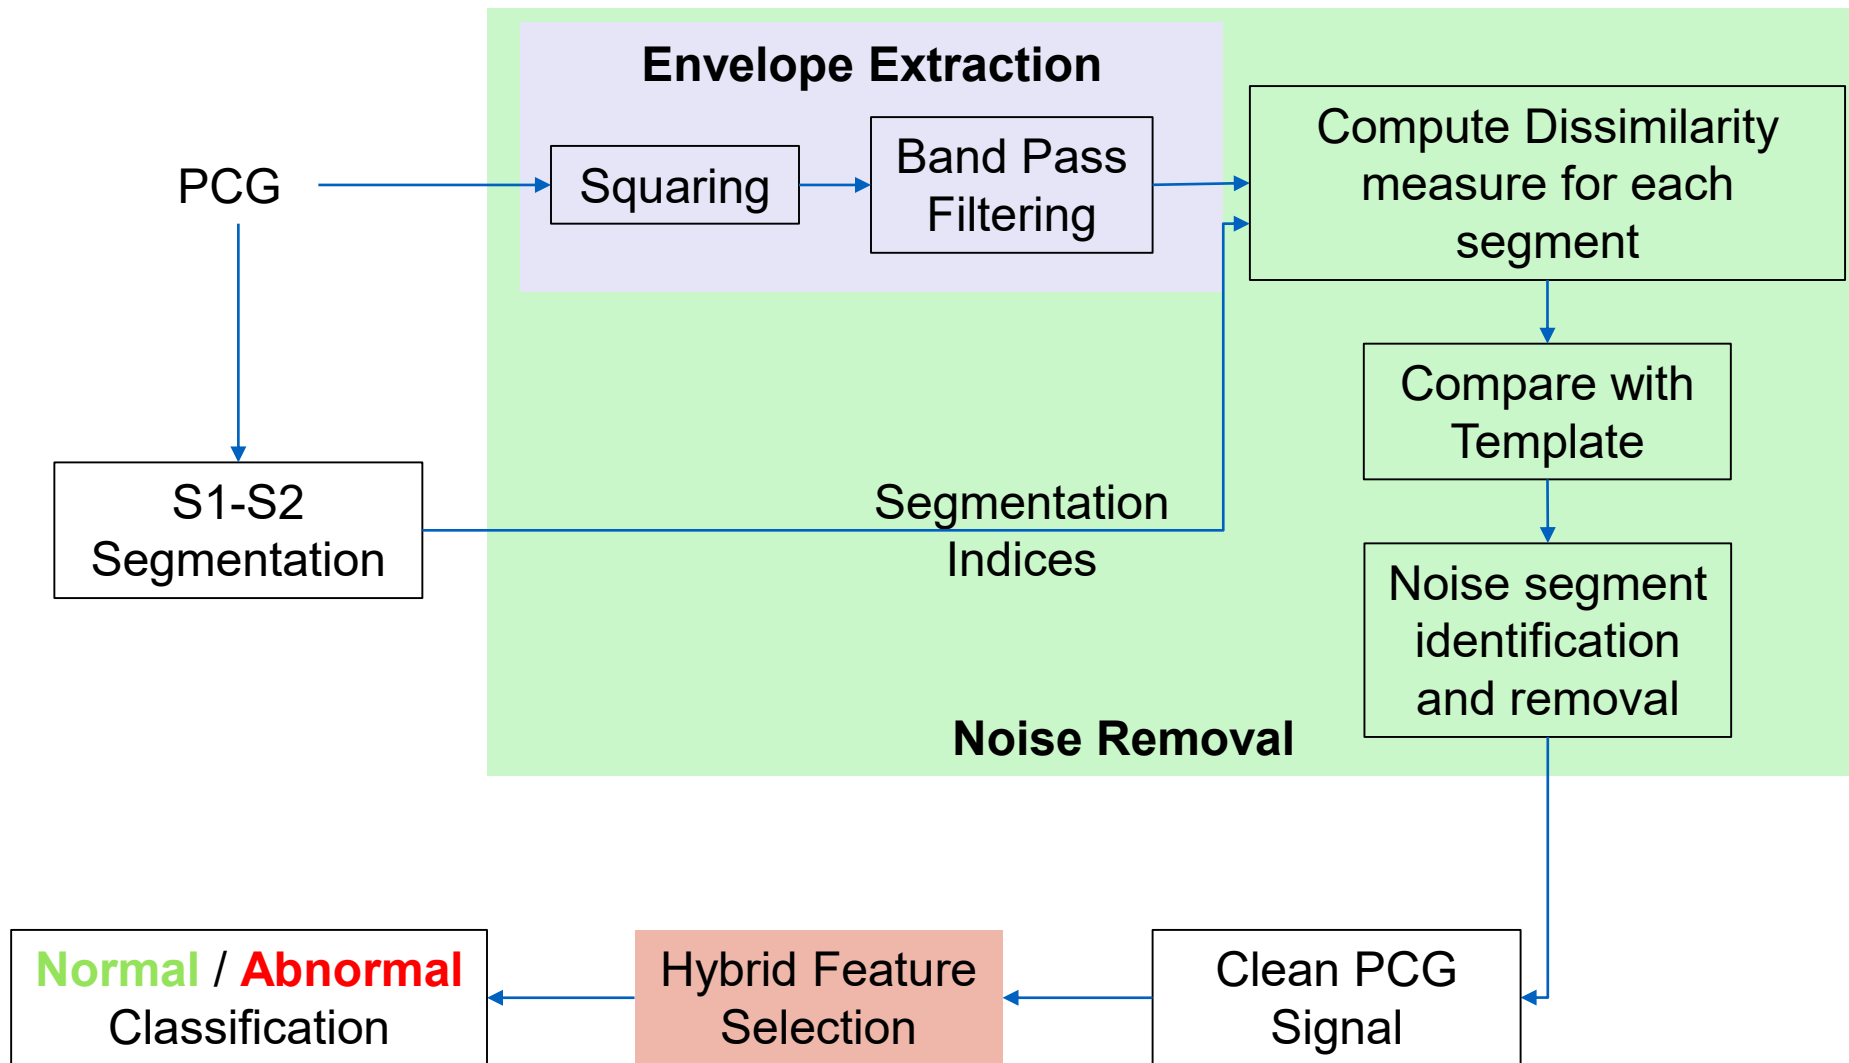 Envelope Extraction
PCG
Squaring
Band Pass
Filtering
Compute Dissimilarity
measure for each
segment
Compare with
Template
S1-S2
Segmentation
Segmentation
Indices
Noise segment
identification
and removal
Noise Removal
Normal / Abnormal
Classification
Hybrid Feature
Selection
Clean PCG
Signal